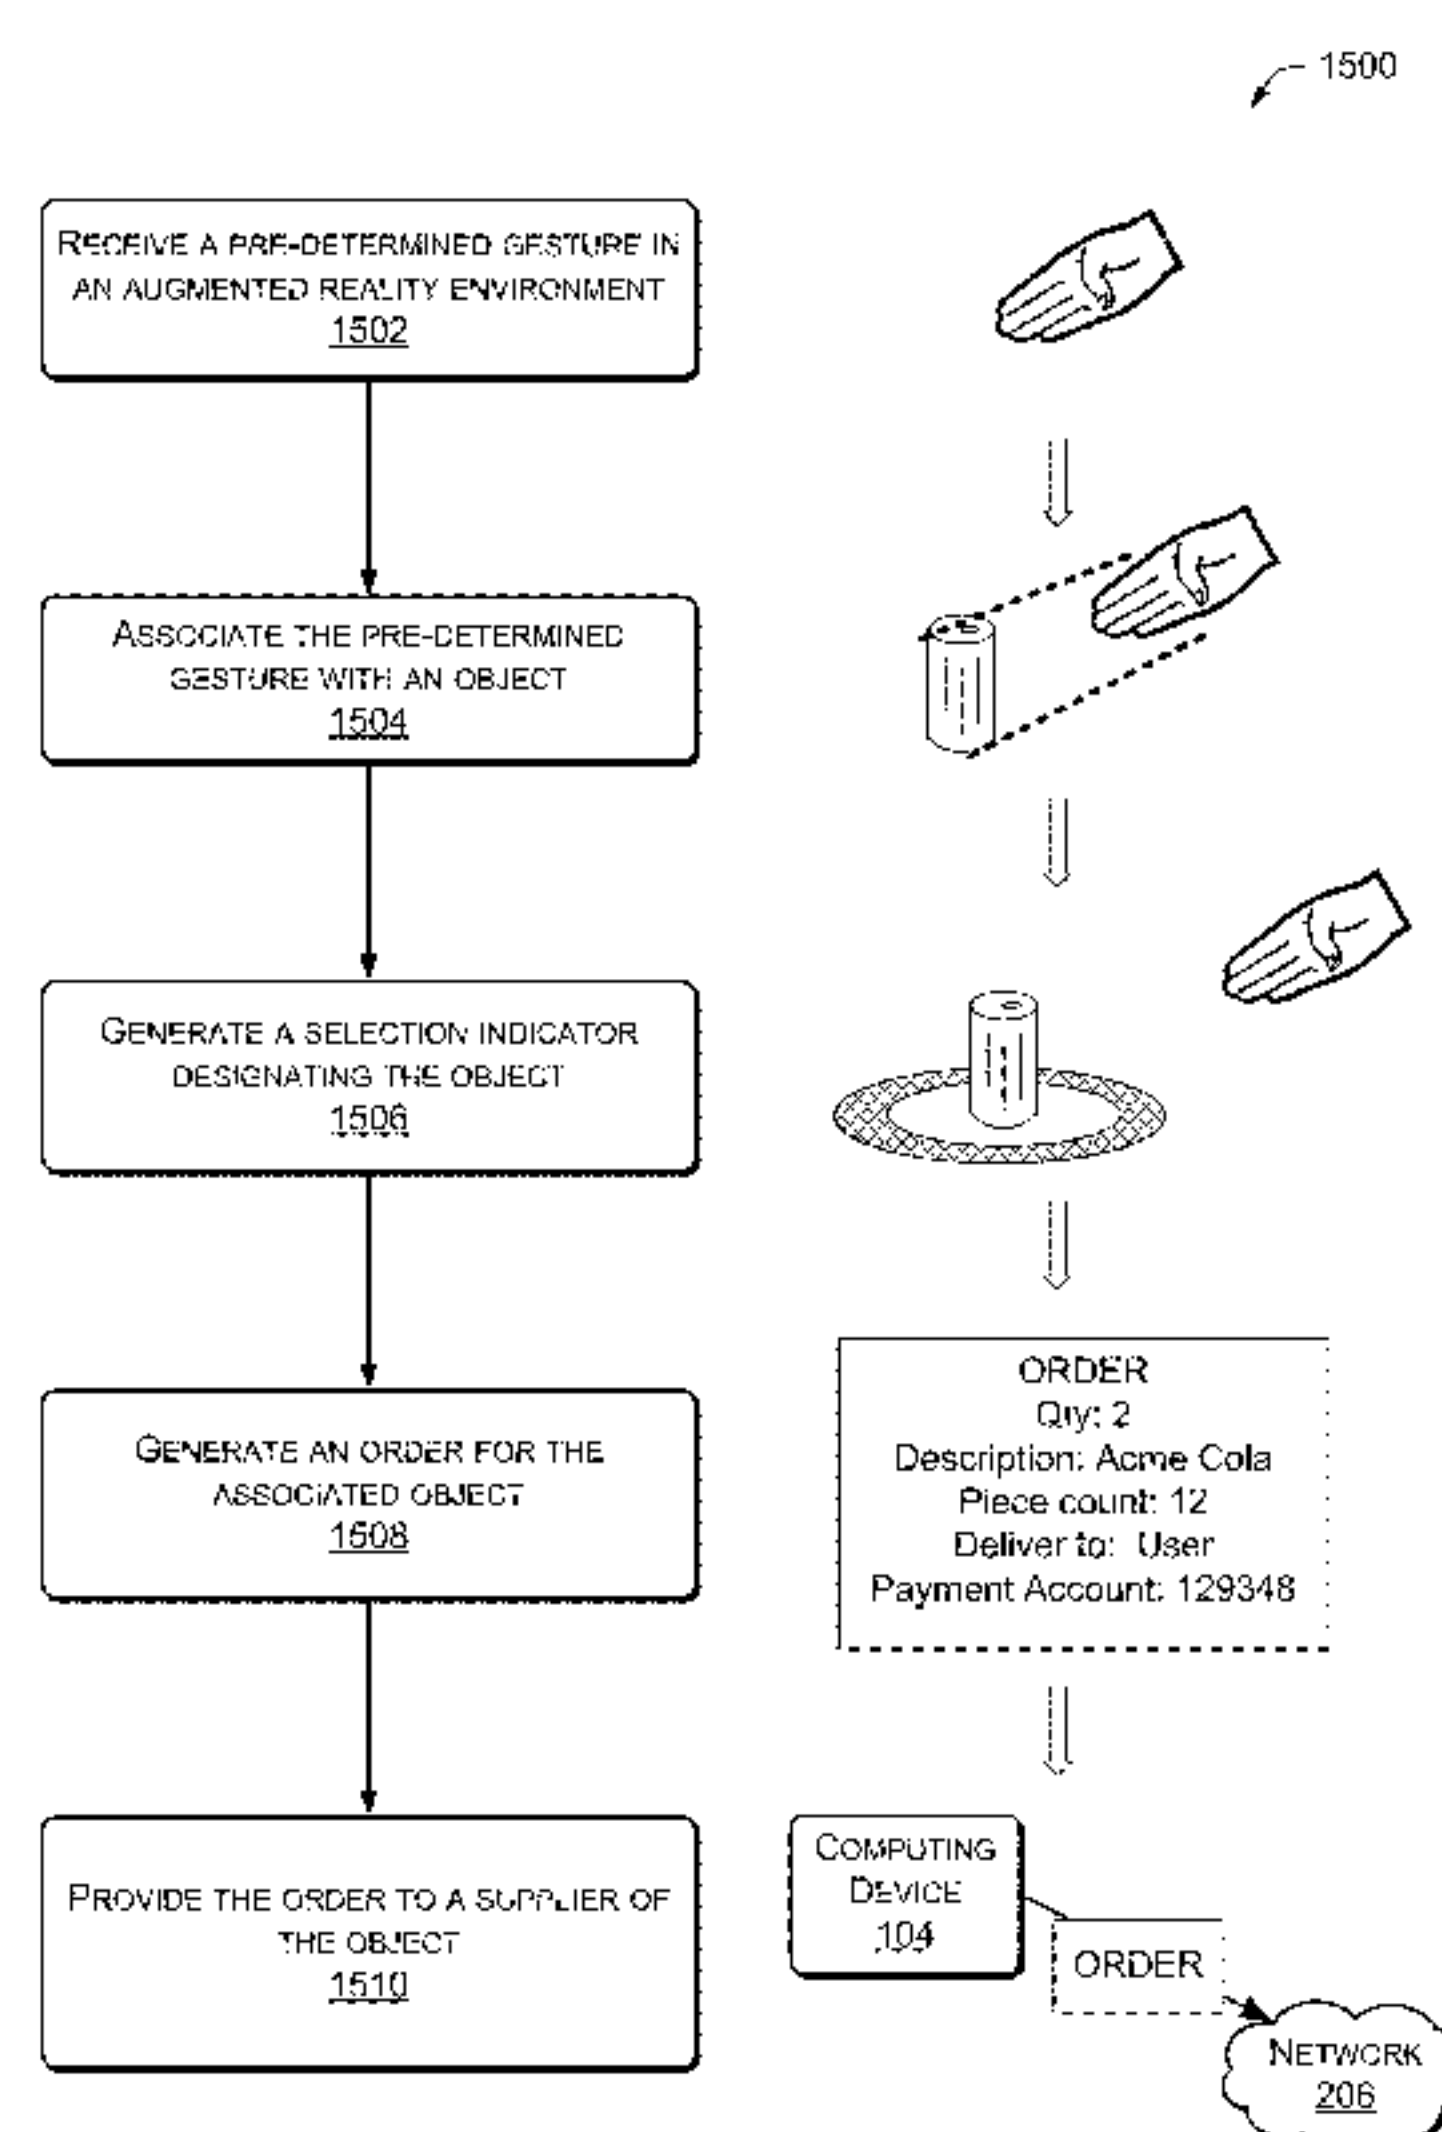 1500
RECEIVE A PRE-DETERMINED GESTURE IN
AN AUGMENTED REALITY ENVIRONMENT
1502
ASSOCIATE THE PRE-DETERMINED
GESTURE WITH AN OBJECT
1504
GENERATE A SELECTION INDICATOR
DESIGNATING THE OBJECT
1506
GENERATE AN ORDER FOR THE
ASSOCIATED OBJECT
1508
ORDER
Qty: 2
Description: Acme Cola
Piece count: 12
Deliver to: User
Payment Account: 129348
PROVIDE THE ORDER TO A SUPPLIER OF
THE OBJECT
1510
COMPUTING
DEVICE
104
ORDER
NETWORK
206